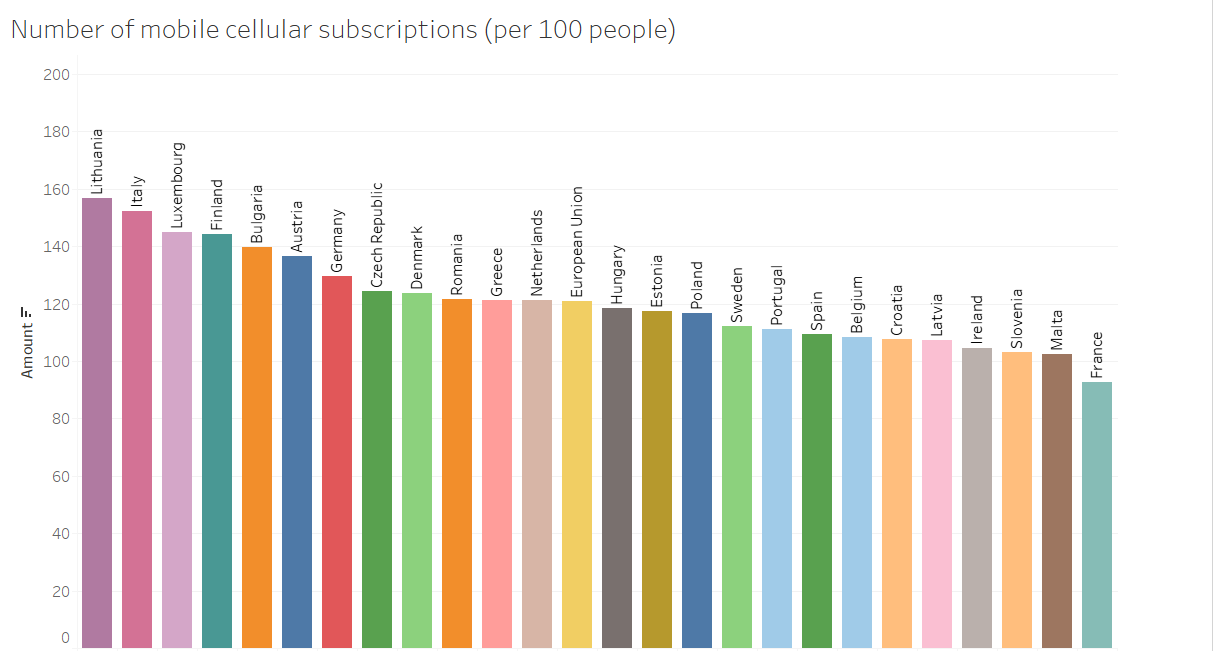 Number of mobile cellular subscriptions (per 100 people)
200
180
160
140
120
100
80
60
40
20
0
Amount
Lithuania
Italy
Luxembourg
Finland
Bulgaria
Austria
Germany
Czech Republic
Denmark
Romania
Greece
Netherlands
European Union
Hungary
Estonia
Poland
Sweden
Portugal
Spain
Belgium
Croatia
Latvia
Ireland
Slovenia
Malta
France